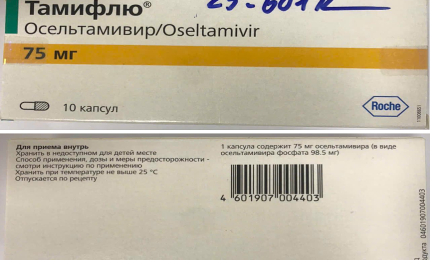 Тамифлю®
Осельтамивир/Oseltamivir
75 мг
10 капсул
Roche
Для приема внутрь
Хранить в недоступном для детей месте
Способ применения, дозы и меры предосторожности -
смотри инструкцию по применению
Хранить при температуре не выше 25 °C
Отпускается по рецепту
1 капсула содержит 75 мг осельтамивира (в виде
осельтамивира фосфата 98.5 мг)
4 601907 004403
04601907004403